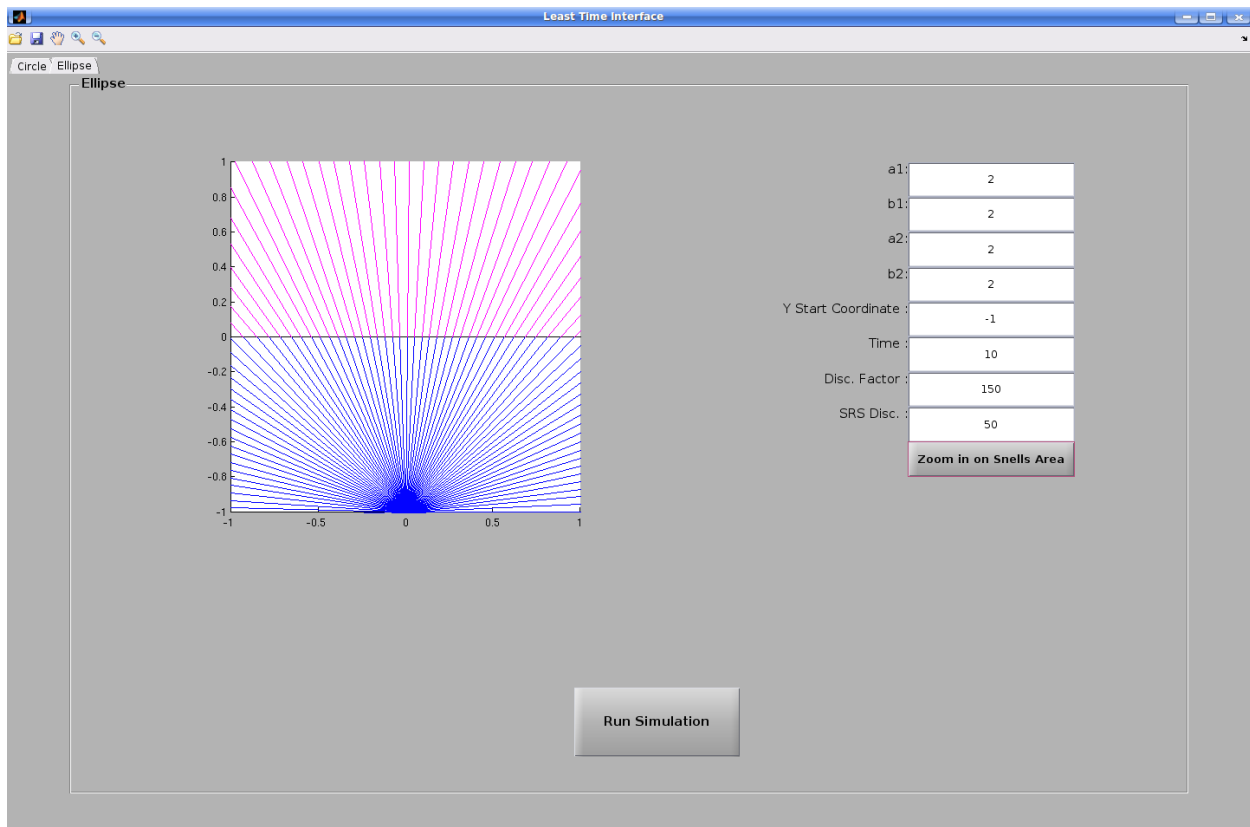 Least Time Interface
Circle Ellipse
Ellipse
1
0.8
0.6
0.4
0.2
0
-0.2
-0.4
-0.6
-0.8
-1
-1 -0.5 0 0.5 1
a1: 2
b1: 2
a2: 2
b2: 2
Y Start Coordinate : -1
Time : 10
Disc. Factor : 150
SRS Disc. : 50
Zoom in on Snells Area
Run Simulation